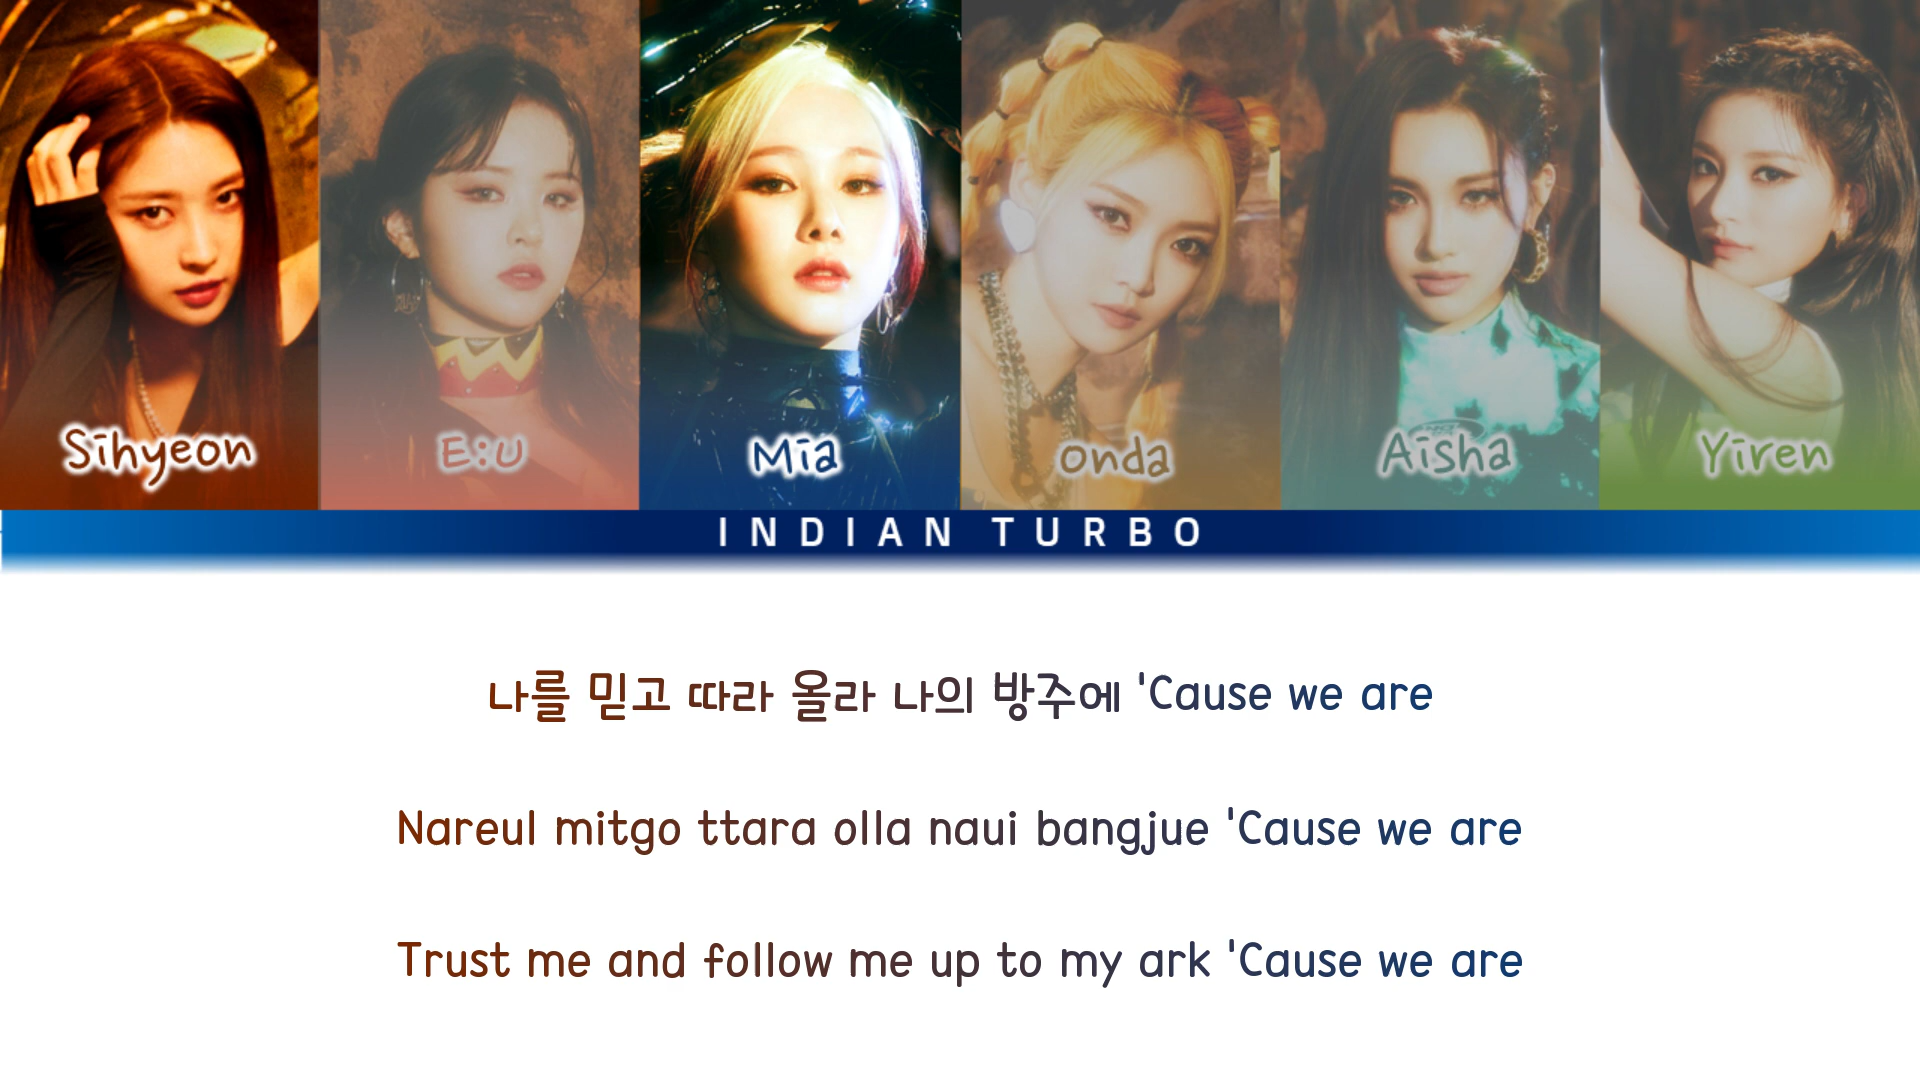 Sihyeon E:U Mia Onda Aisha Yiren
INDIAN TURBO
나를 믿고 따라 올라 나의 방주에 'Cause we are
Nareul mitgo ttara olla naui bangjue 'Cause we are
Trust me and follow me up to my ark 'Cause we are